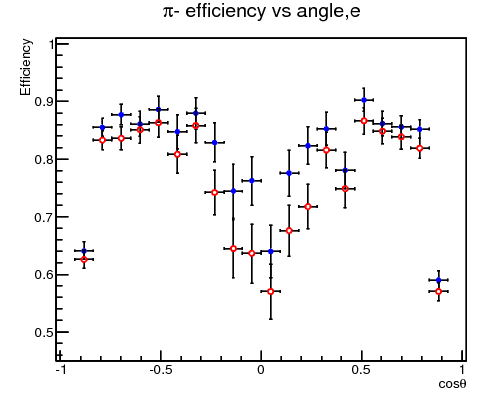 π- efficiency vs angle,e
Efficiency
1
0.9
0.8
0.7
0.6
0.5
-1 -0.5 0 0.5 1
cosθ